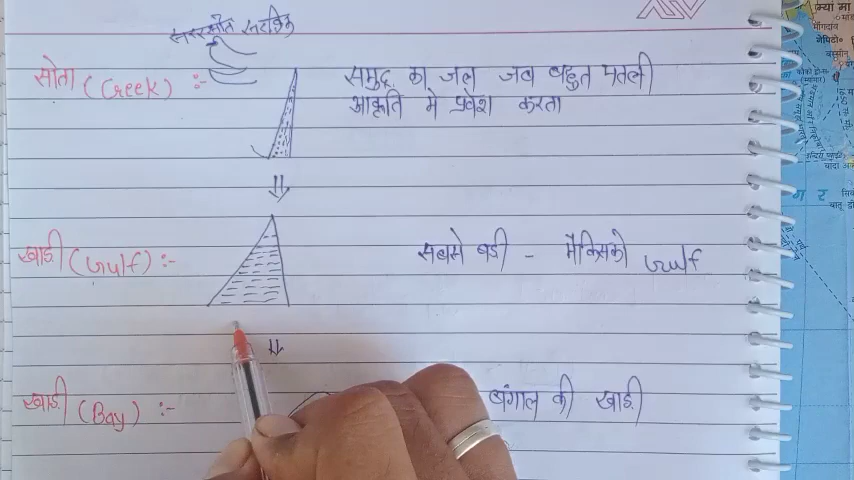 सोता (Creek) :-
समुद्र का जल जब बहुत पतली
आकृति मे प्रवेश करता
खाड़ी (Gulf) :-
सबसे बड़ी - मैक्सिको Gulf
खाड़ी (Bay) :-
बंगाल की खाड़ी